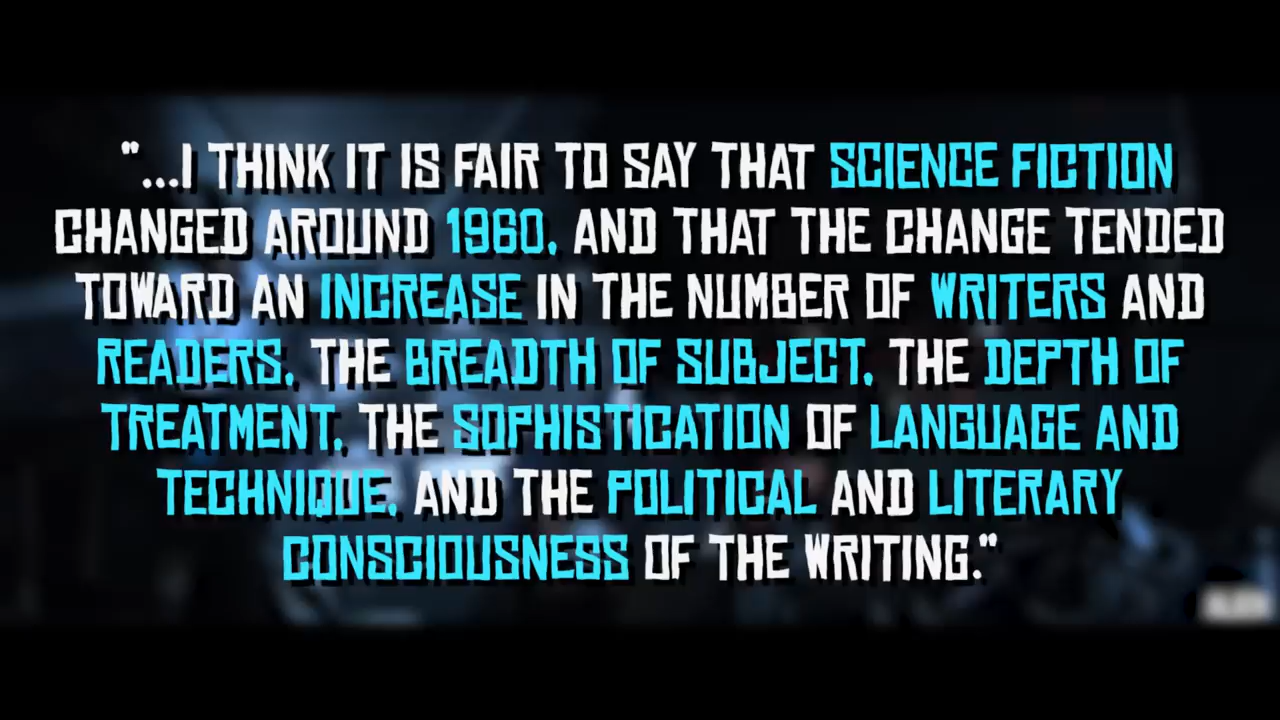 "...I THINK IT IS FAIR TO SAY THAT SCIENCE FICTION
CHANGED AROUND 1960, AND THAT THE CHANGE TENDED
TOWARD AN INCREASE IN THE NUMBER OF WRITERS AND
READERS, THE BREADTH OF SUBJECT, THE DEPTH OF
TREATMENT, THE SOPHISTICATION OF LANGUAGE AND
TECHNIQUE, AND THE POLITICAL AND LITERARY
CONSCIOUSNESS OF THE WRITING."